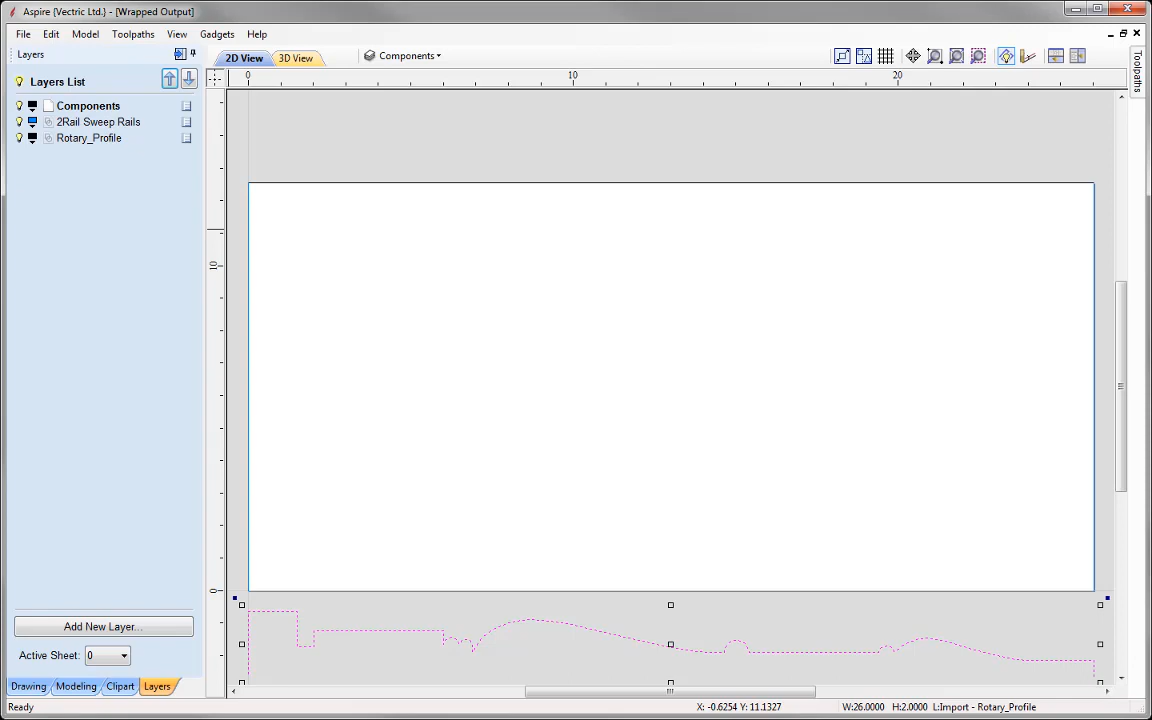 Aspire {Vectric Ltd.} - [Wrapped Output]
File Edit Model Toolpaths View Gadgets Help
Layers
2D View 3D View Components
Toolpaths
Layers List
0 10 20
Components
2Rail Sweep Rails
Rotary_Profile
10
0
Add New Layer...
Active Sheet: 0
Drawing Modeling Clipart Layers
Ready X: -0.6254 Y: 11.1327 W:26.0000 H:2.0000 L:Import - Rotary_Profile